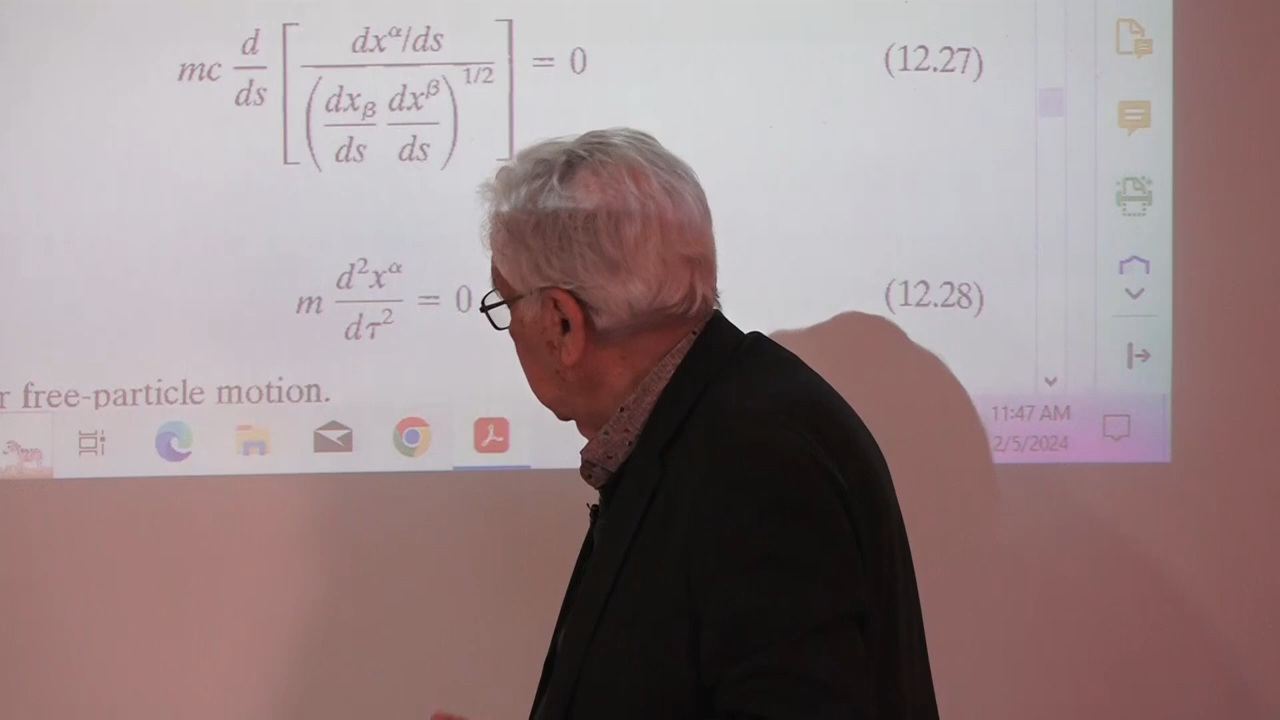 mc d/ds [ (dx^α/ds) / (dx_β/ds dx^β/ds)^{1/2} ] = 0 (12.27)
m d²x^α/dτ² = 0 (12.28)
free-particle motion.
11:47 AM
2/5/2024